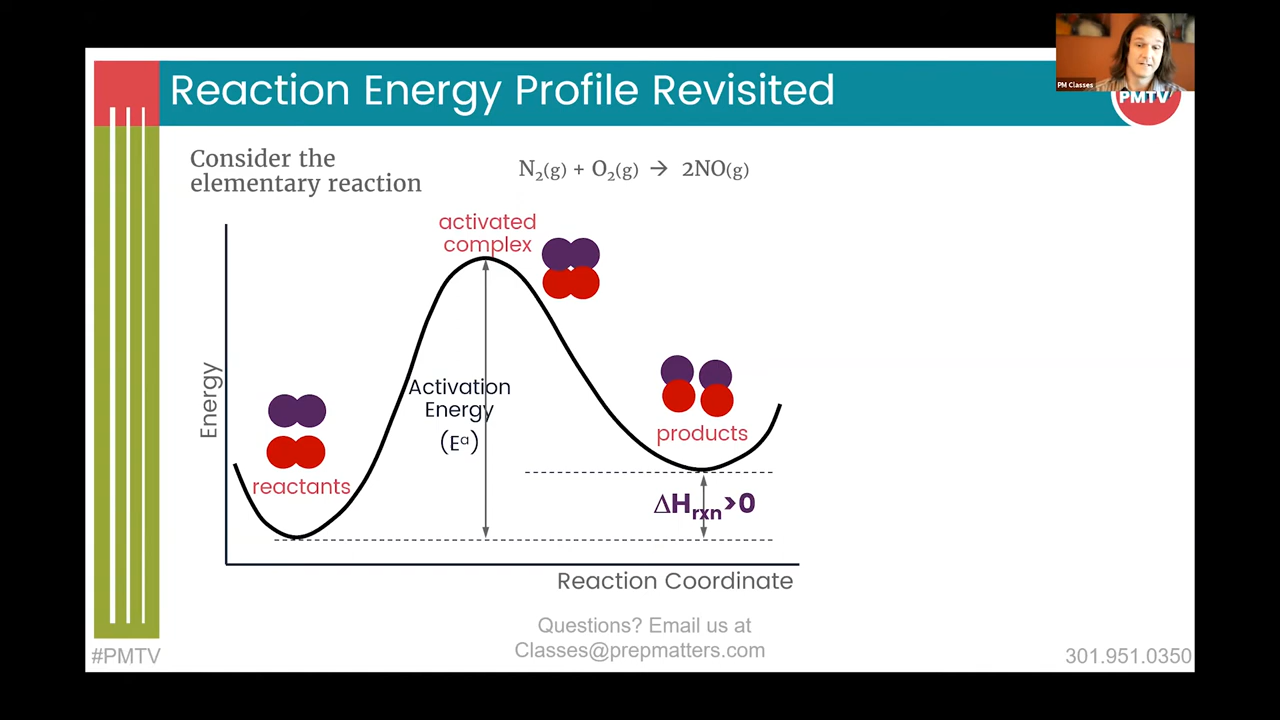 Reaction Energy Profile Revisited
PM Classes
PMTV
Consider the
elementary reaction
N₂(g) + O₂(g) → 2NO(g)
activated
complex
Activation
Energy
(Eª)
Energy
reactants
products
ΔHrxn>0
Reaction Coordinate
Questions? Email us at
Classes@prepmatters.com
#PMTV
301.951.0350